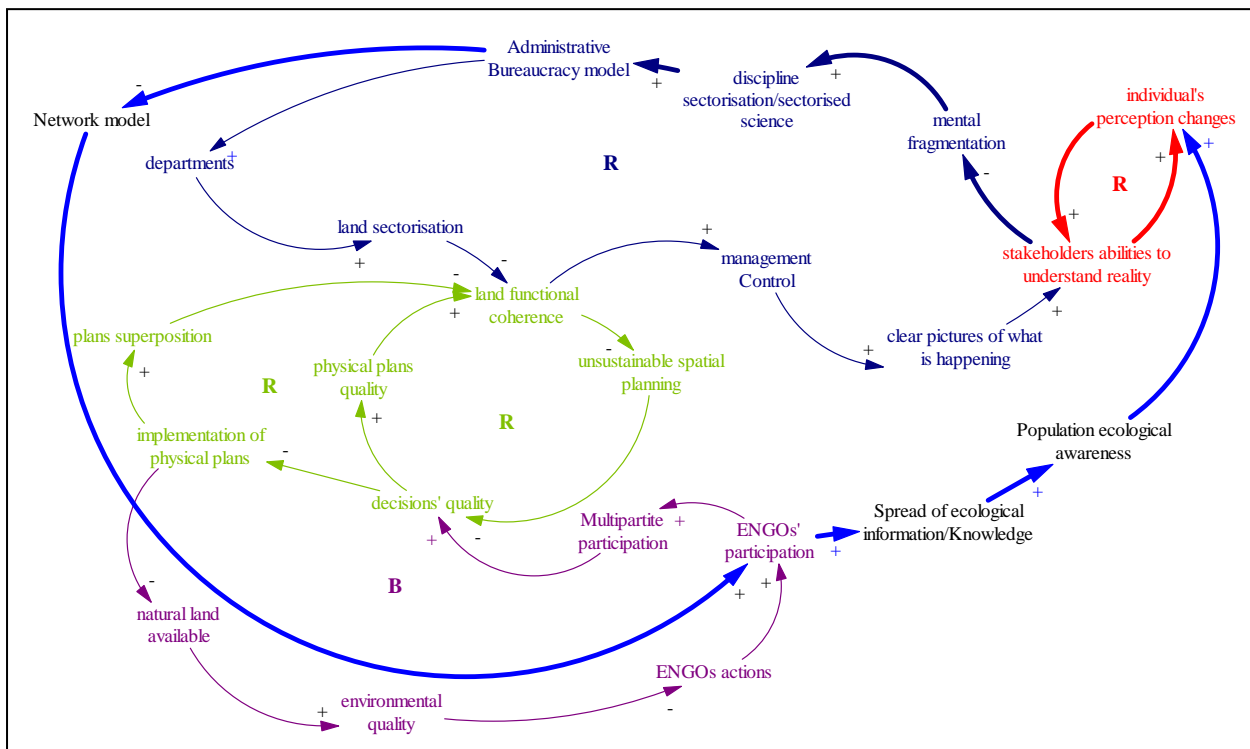 Administrative
Bureaucracy model
-
Network model
departments
+
discipline
sectorisation/sectorised
science
+
+
mental
fragmentation
-
individual's
perception changes
+
+
R
+
stakeholders abilities to
understand reality
R
land sectorisation
+
-
-
+
land functional
coherence
+
management
Control
+
clear pictures of what
is happening
+
plans superposition
+
R
physical plans
quality
+
R
-
unsustainable spatial
planning
implementation of
physical plans
-
decisions' quality
-
+
Multipartite
participation
+
ENGOs'
participation
+
+
+
Spread of ecological
information/Knowledge
+
Population ecological
awareness
B
-
natural land
available
+
environmental
quality
-
ENGOs actions